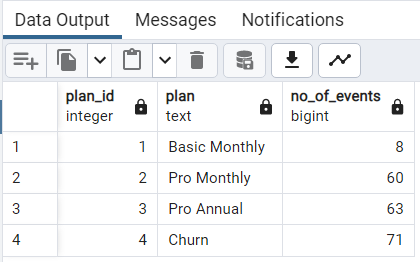 Data Output Messages Notifications
plan_id plan no_of_events
integer text bigint
1 1 Basic Monthly 8
2 2 Pro Monthly 60
3 3 Pro Annual 63
4 4 Churn 71